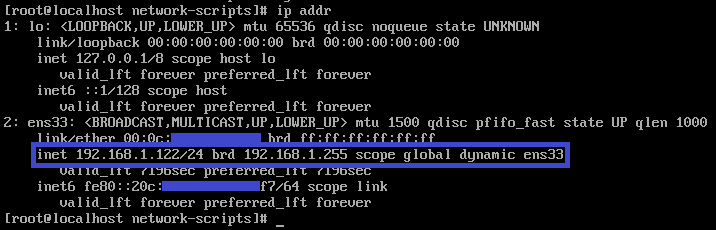 [root@localhost network-scripts]# ip addr
1: lo: <LOOPBACK,UP,LOWER_UP> mtu 65536 qdisc noqueue state UNKNOWN
link/loopback 00:00:00:00:00:00 brd 00:00:00:00:00:00
inet 127.0.0.1/8 scope host lo
valid_lft forever preferred_lft forever
inet6 ::1/128 scope host
valid_lft forever preferred_lft forever
2: ens33: <BROADCAST,MULTICAST,UP,LOWER_UP> mtu 1500 qdisc pfifo_fast state UP qlen 1000
link/ether 00:0c: brd ff:ff:ff:ff:ff:ff
inet 192.168.1.122/24 brd 192.168.1.255 scope global dynamic ens33
valid_lft 7196sec preferred_lft 7196sec
inet6 fe80::20c: f7/64 scope link
valid_lft forever preferred_lft forever
[root@localhost network-scripts]# _